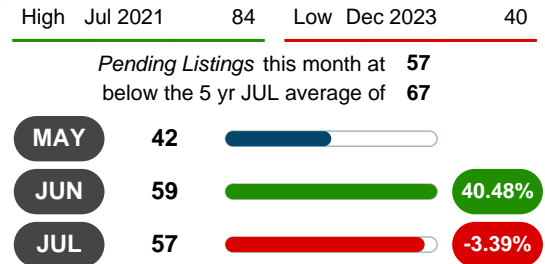 High Jul 2021 84 Low Dec 2023 40
Pending Listings this month at 57
below the 5 yr JUL average of 67
MAY 42
JUN 59 40.48%
JUL 57 -3.39%